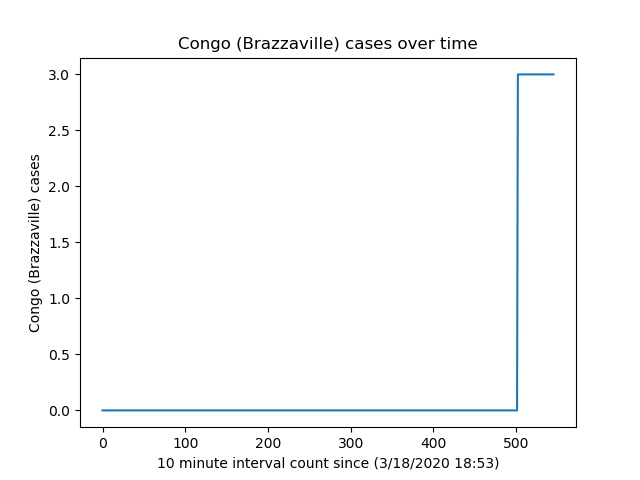 Congo (Brazzaville) cases over time
3.0
2.5
2.0
1.5
1.0
0.5
0.0
Congo (Brazzaville) cases
0 100 200 300 400 500
10 minute interval count since (3/18/2020 18:53)